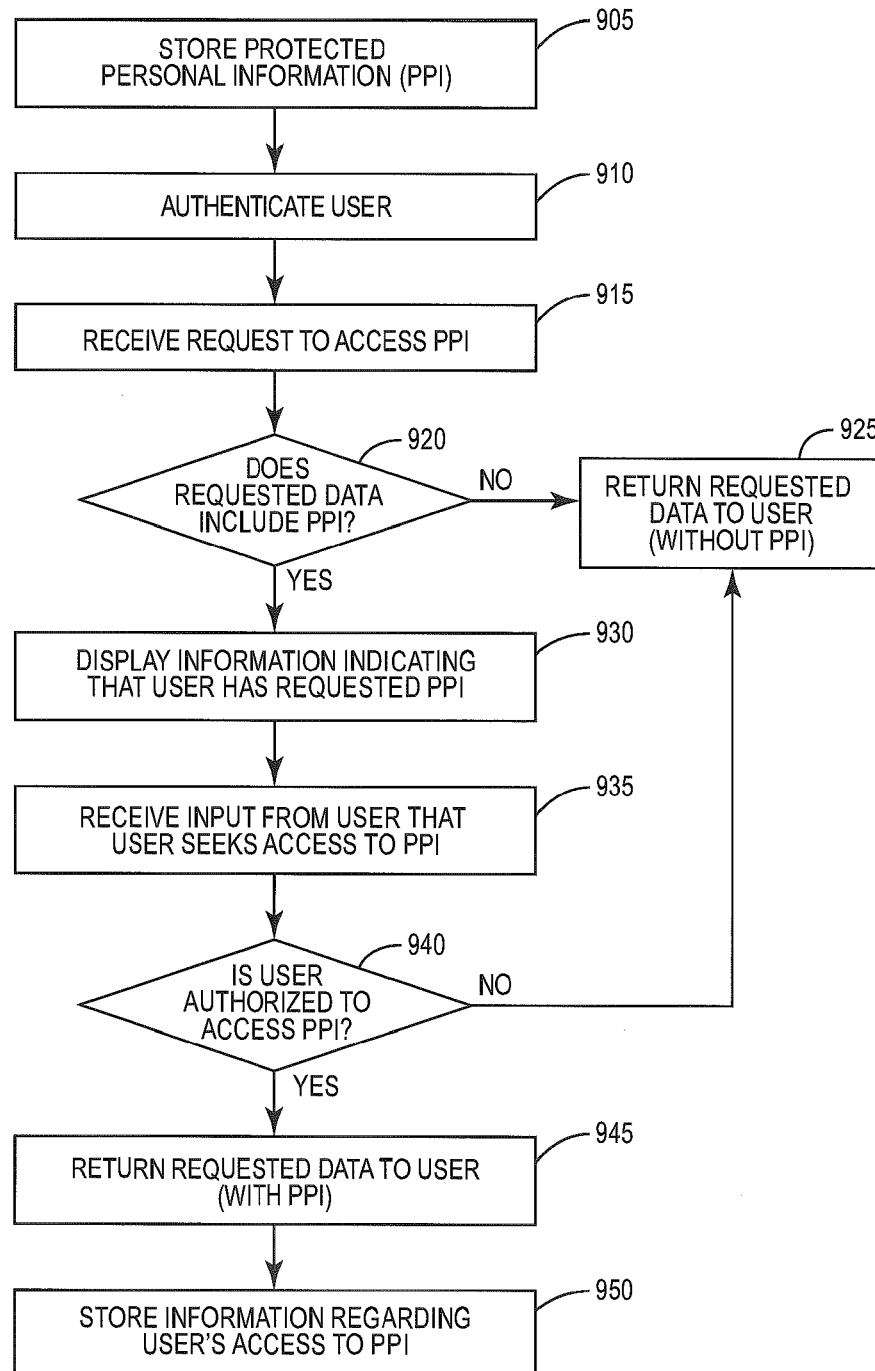 905
STORE PROTECTED
PERSONAL INFORMATION (PPI)
910
AUTHENTICATE USER
915
RECEIVE REQUEST TO ACCESS PPI
920
DOES
REQUESTED DATA
INCLUDE PPI?
NO
925
RETURN REQUESTED
DATA TO USER
(WITHOUT PPI)
YES
930
DISPLAY INFORMATION INDICATING
THAT USER HAS REQUESTED PPI
935
RECEIVE INPUT FROM USER THAT
USER SEEKS ACCESS TO PPI
940
IS USER
AUTHORIZED TO
ACCESS PPI?
NO
YES
945
RETURN REQUESTED DATA TO USER
(WITH PPI)
950
STORE INFORMATION REGARDING
USER'S ACCESS TO PPI